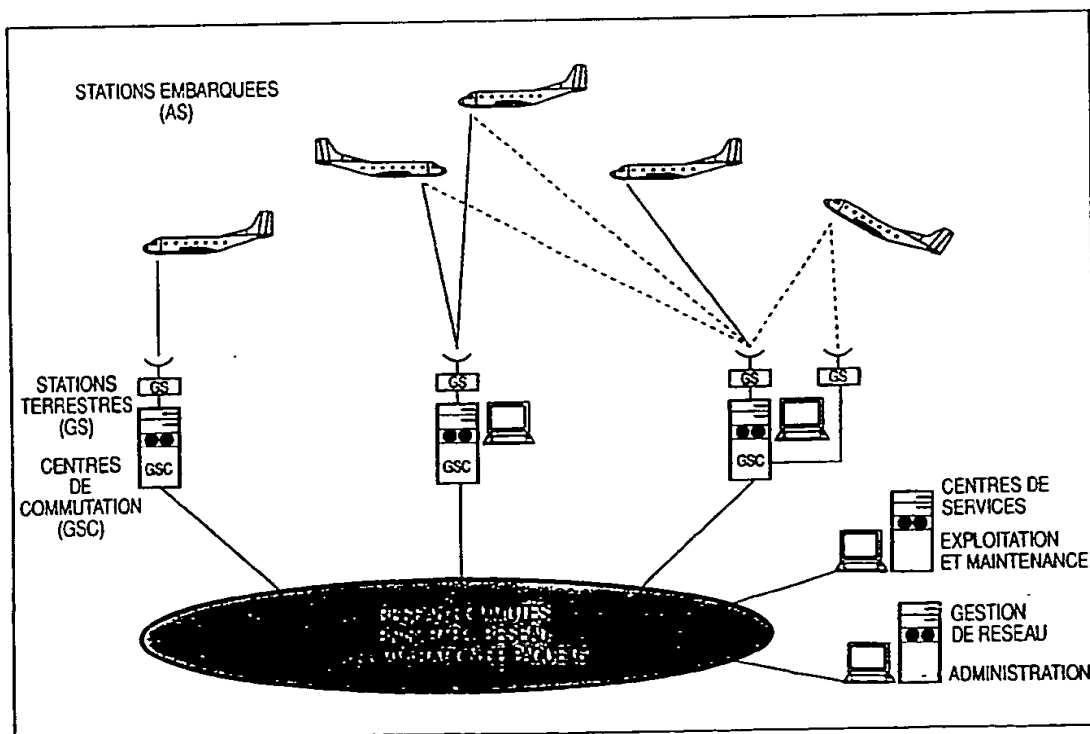 STATIONS EMBARQUEES
(AS)
GS
GS
GS
GS
STATIONS
TERRESTRES
(GS)
GSC
GSC
GSC
CENTRES
DE
COMMUTATION
(GSC)
CENTRES DE
SERVICES
EXPLOITATION
ET MAINTENANCE
GESTION
DE RESEAU
ADMINISTRATION